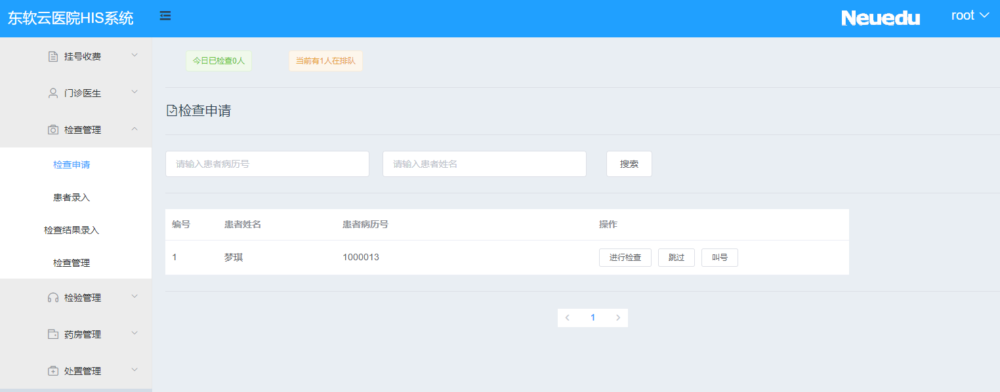 东软云医院HIS系统
Neuedu
root
挂号收费
门诊医生
检查管理
检查申请
患者录入
检查结果录入
检查管理
检验管理
药房管理
处置管理
今日已检查0人
当前有1人在排队
检查申请
请输入患者病历号
请输入患者姓名
搜索
编号 患者姓名 患者病历号 操作
1 梦琪 1000013 进行检查 跳过 叫号
1